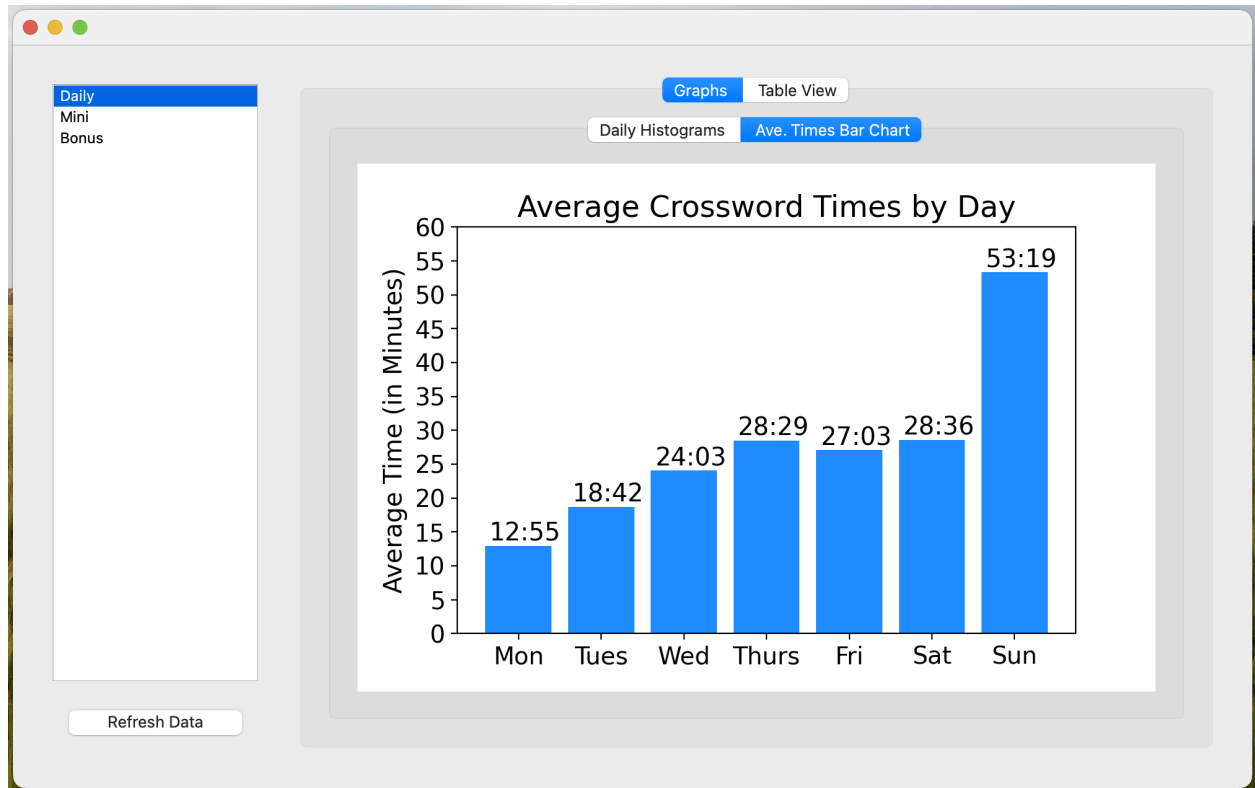 Daily
Mini
Bonus
Refresh Data
Graphs Table View
Daily Histograms Ave. Times Bar Chart
Average Crossword Times by Day
Average Time (in Minutes)
60
55
50
45
40
35
30
25
20
15
10
5
0
12:55
18:42
24:03
28:29
27:03
28:36
53:19
Mon Tues Wed Thurs Fri Sat Sun